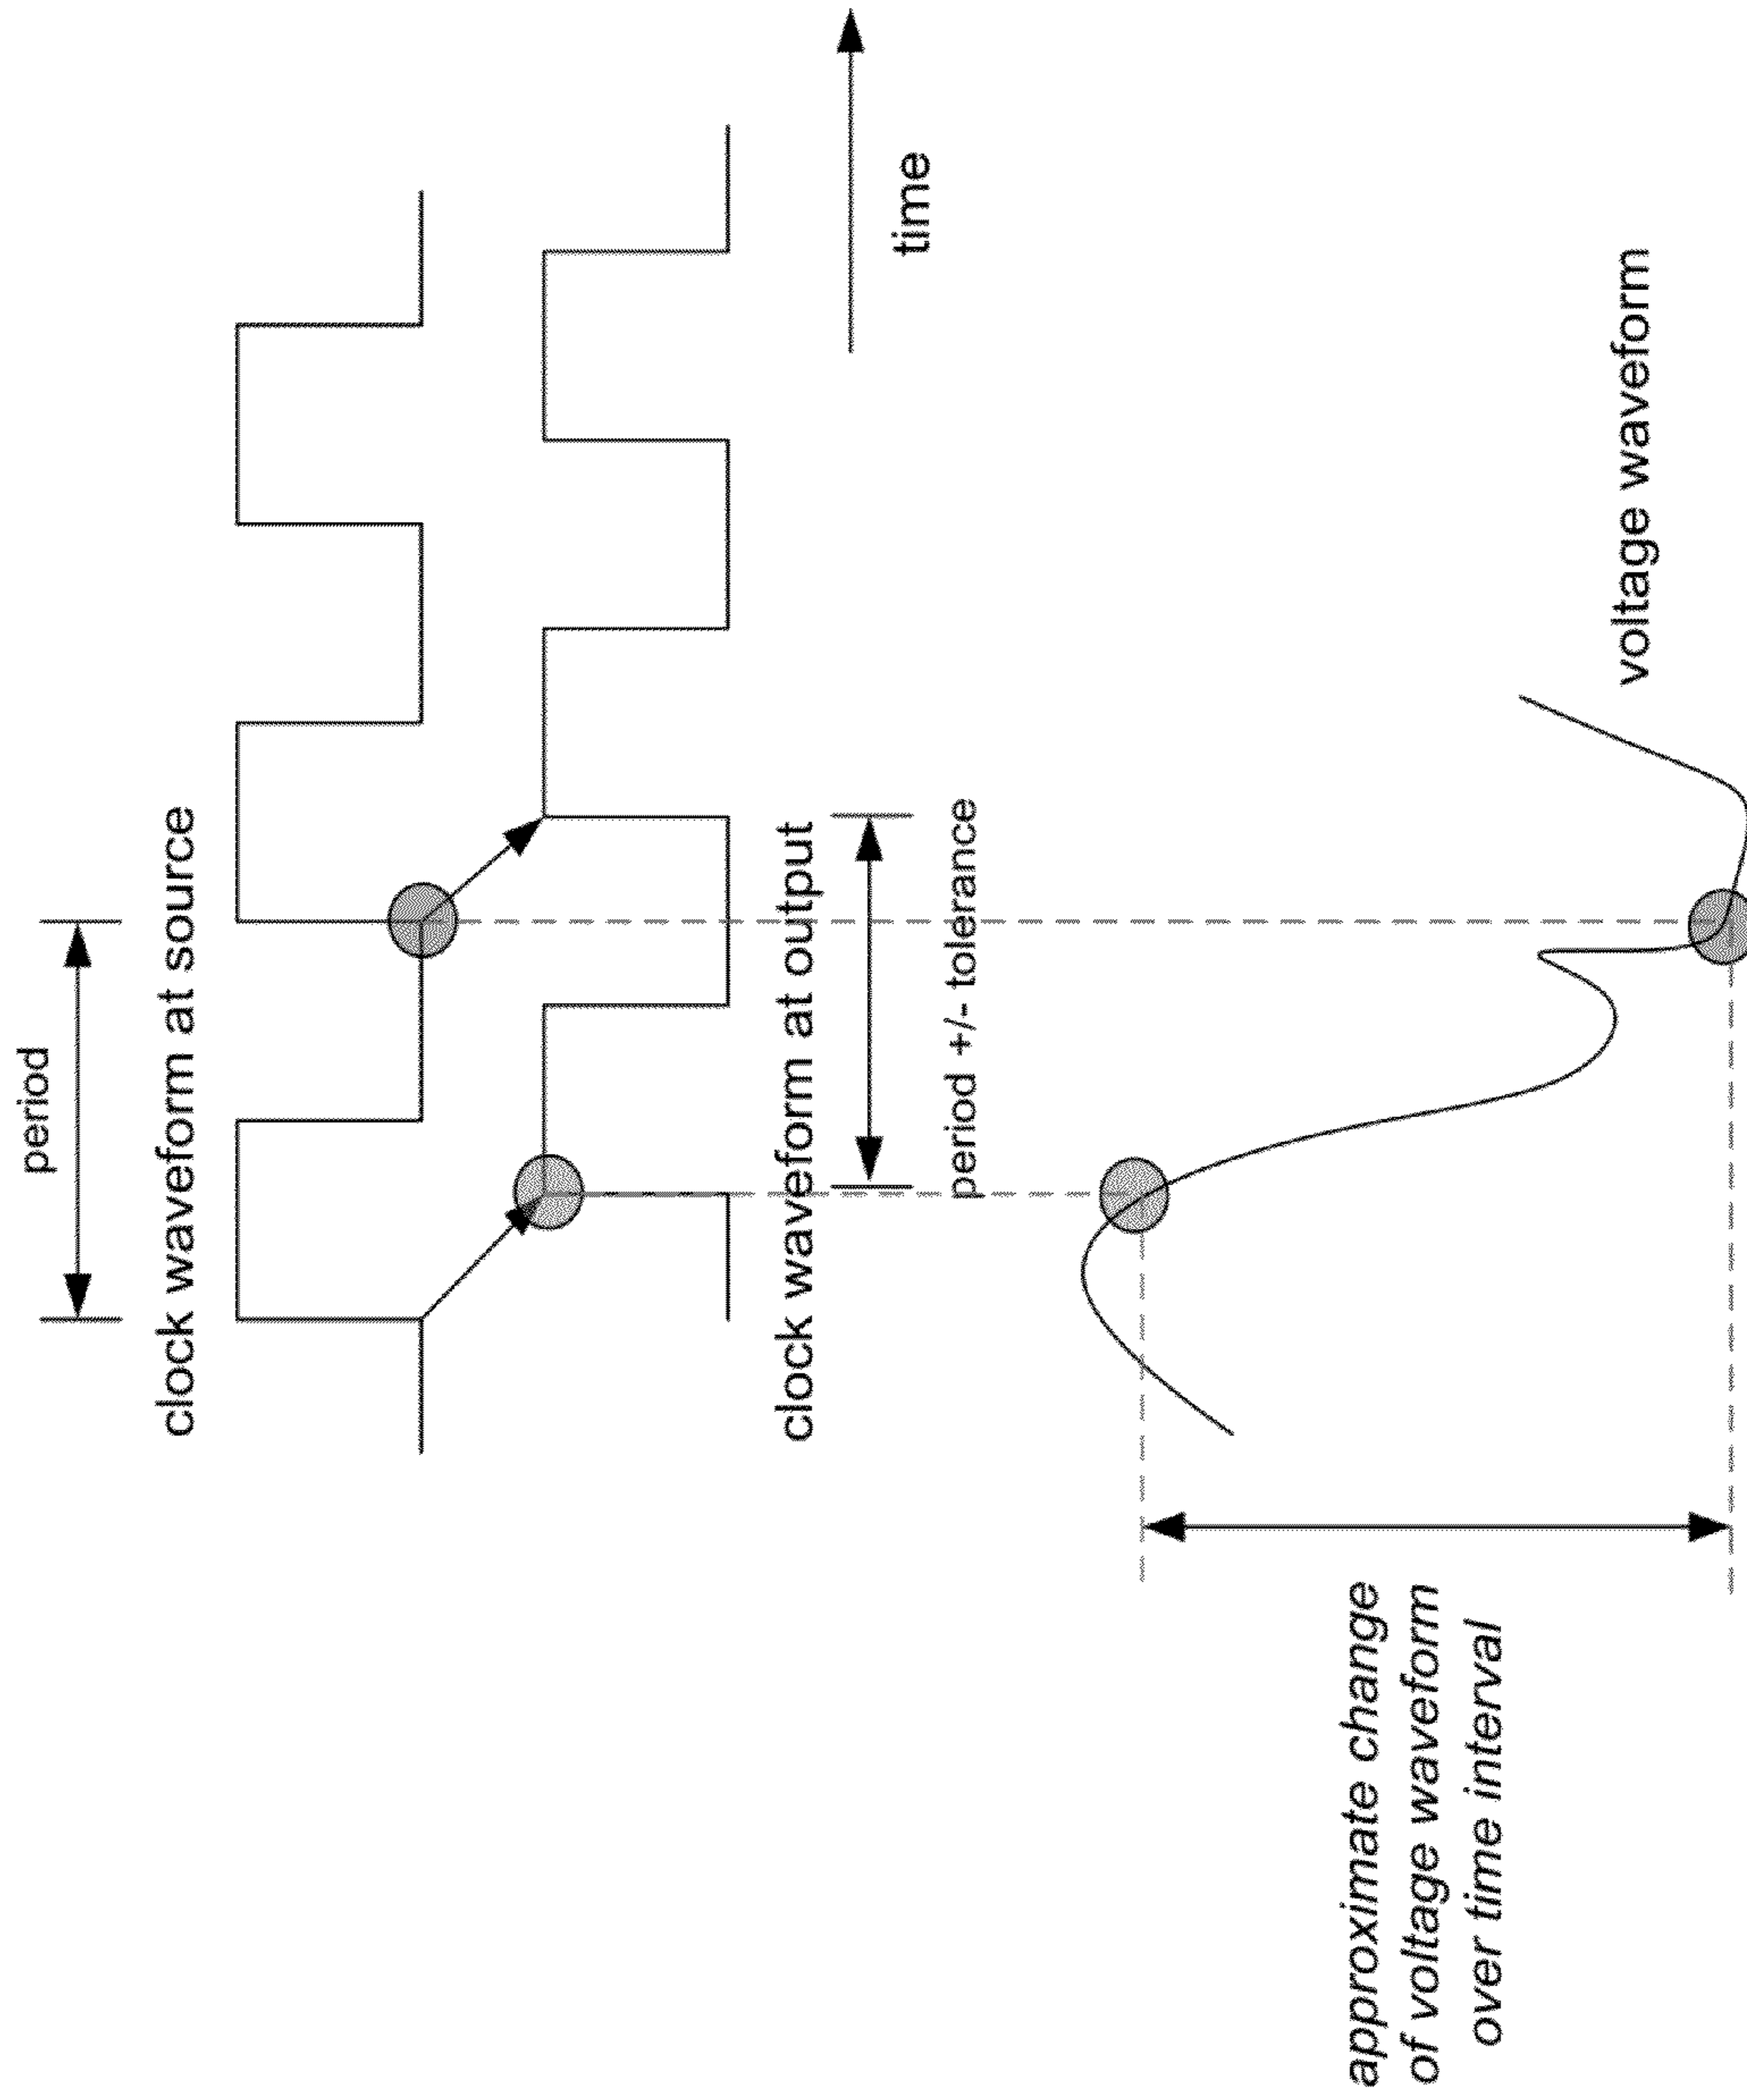 period
clock waveform at source
clock waveform at output
period +/- tolerance
time
voltage waveform
approximate change
of voltage waveform
over time interval